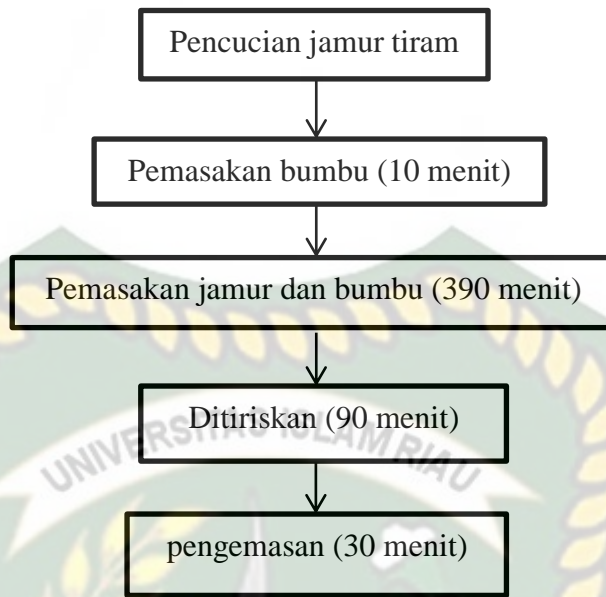 Pencucian jamur tiram
Pemasakan bumbu (10 menit)
Pemasakan jamur dan bumbu (390 menit)
Ditiriskan (90 menit)
UNIVERSITAS ISLAM RIAU
pengemasan (30 menit)